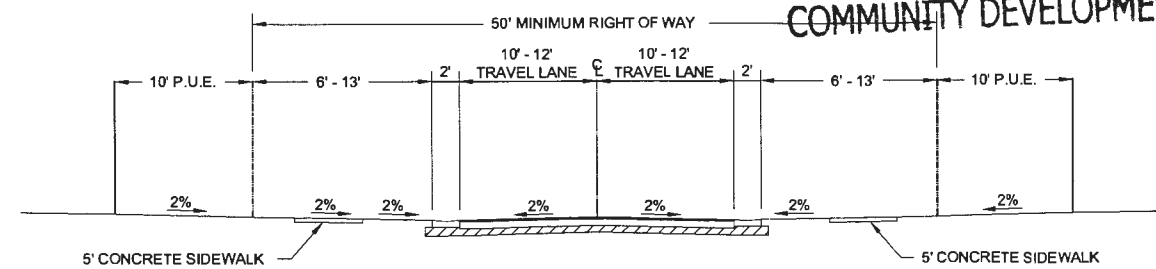 COMMUNITY DEVELOPME
50' MINIMUM RIGHT OF WAY
10' P.U.E.
6' - 13'
2'
10' - 12'
TRAVEL LANE
CL
10' - 12'
TRAVEL LANE
2'
6' - 13'
10' P.U.E.
2%
2%
2%
2%
2%
2%
2%
5' CONCRETE SIDEWALK
5' CONCRETE SIDEWALK